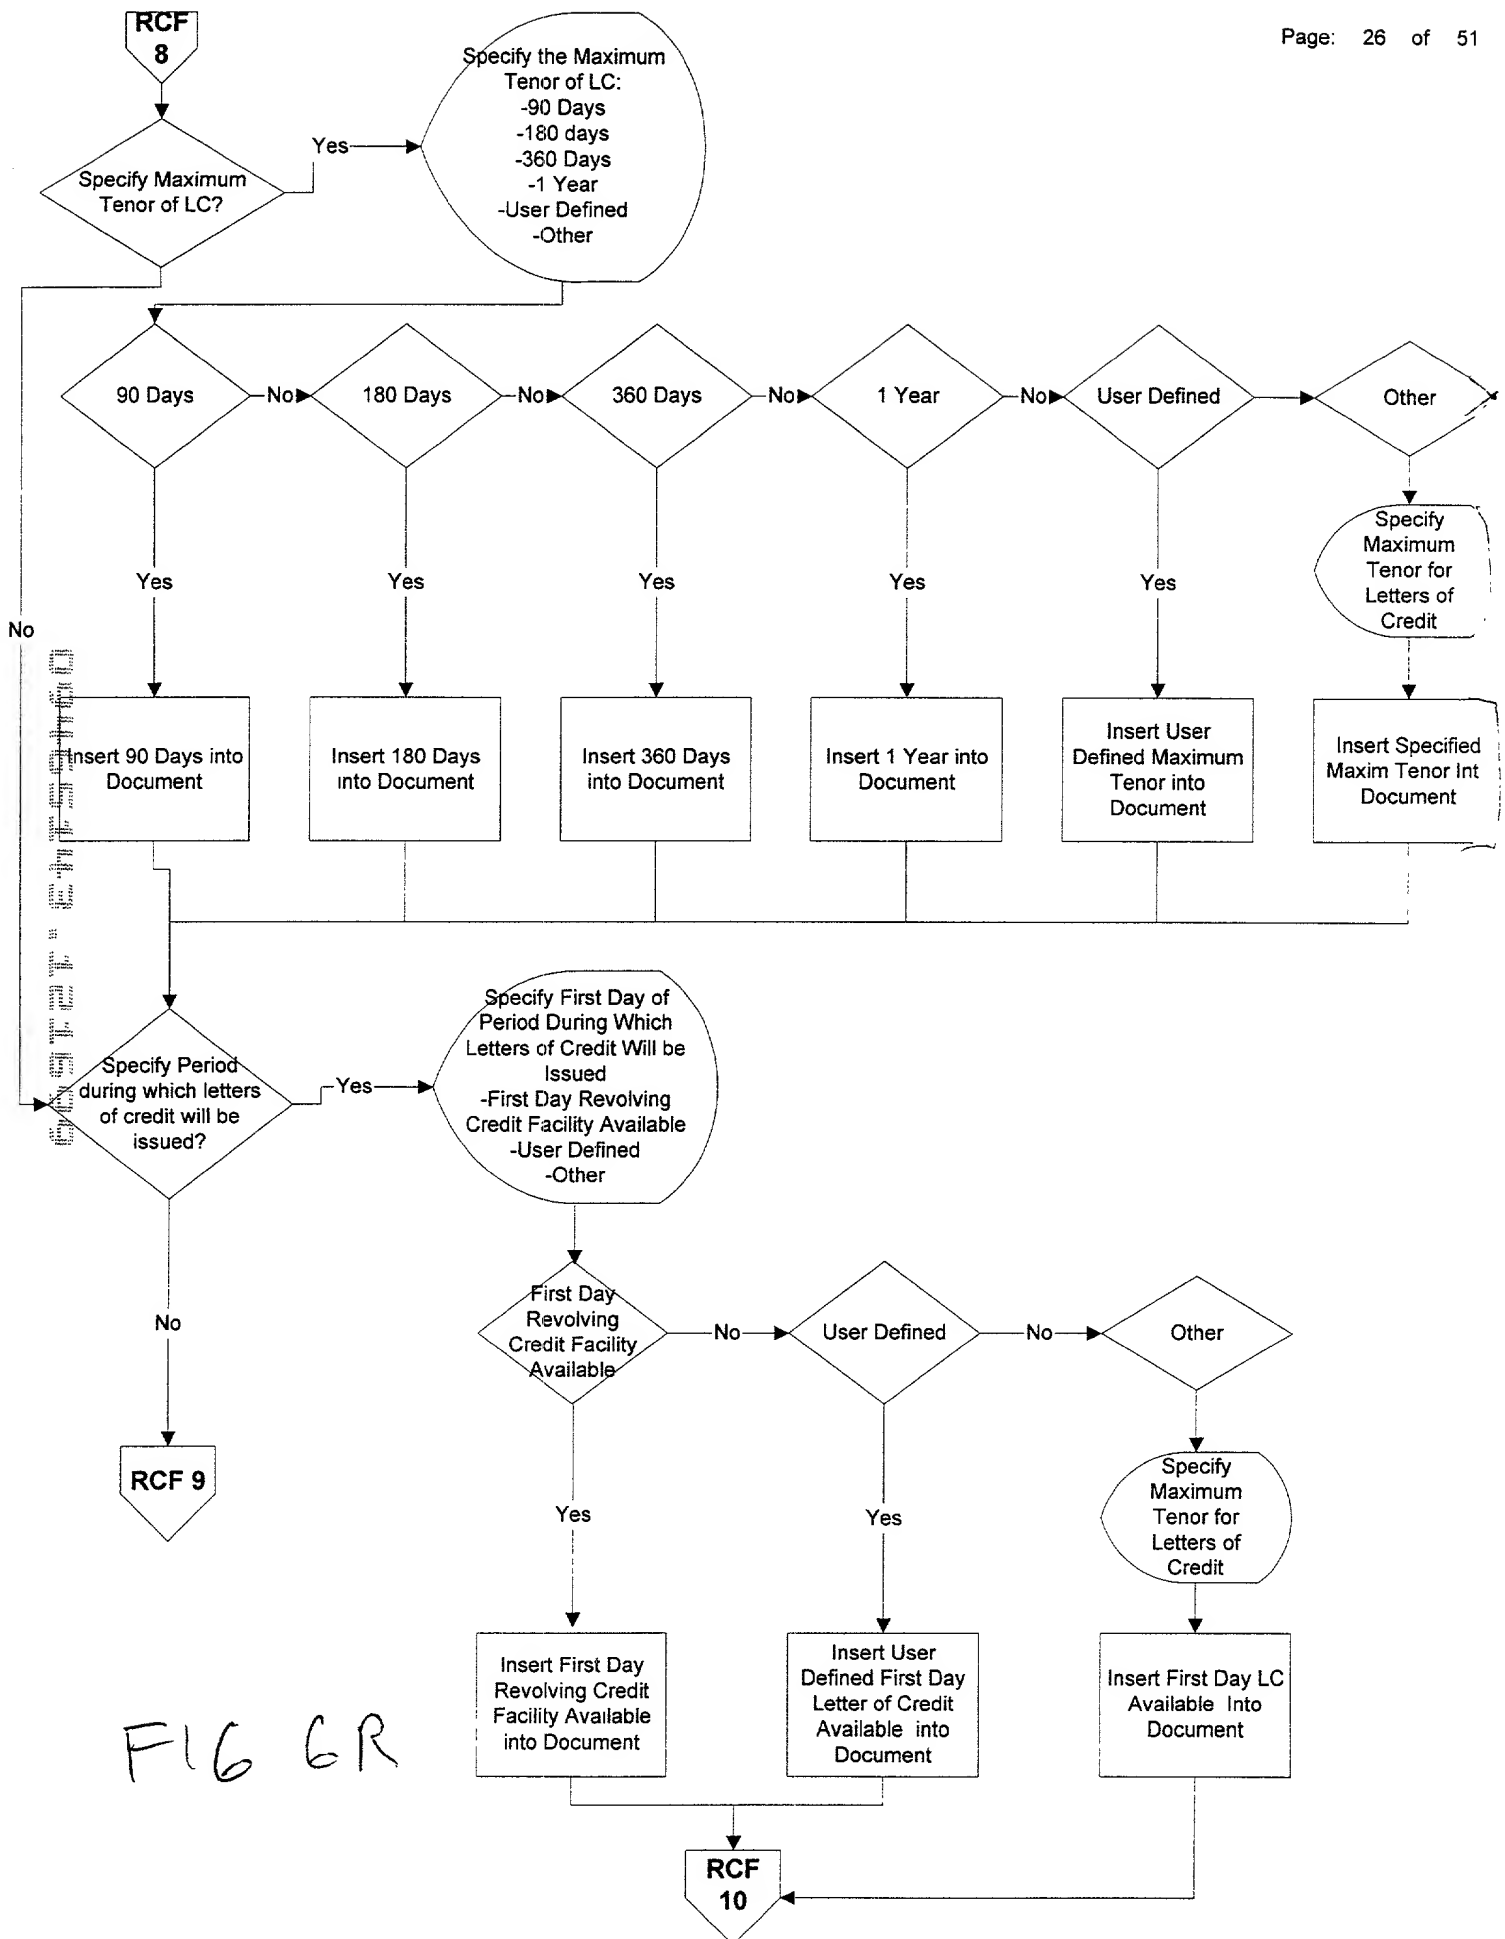 Page: 26 of 51
RCF
8
Specify Maximum
Tenor of LC?
Yes
Specify the Maximum
Tenor of LC:
-90 Days
-180 days
-360 Days
-1 Year
-User Defined
-Other
No
90 Days
No
180 Days
No
360 Days
No
1 Year
No
User Defined
Other
Yes
Yes
Yes
Yes
Yes
Specify
Maximum
Tenor for
Letters of
Credit
Insert 90 Days into
Document
Insert 180 Days
into Document
Insert 360 Days
into Document
Insert 1 Year into
Document
Insert User
Defined Maximum
Tenor into
Document
Insert Specified
Maxim Tenor Int
Document
Specify Period
during which letters
of credit will be
issued?
Yes
Specify First Day of
Period During Which
Letters of Credit Will be
Issued
-First Day Revolving
Credit Facility Available
-User Defined
-Other
No
RCF 9
First Day
Revolving
Credit Facility
Available
No
User Defined
No
Other
Yes
Yes
Specify
Maximum
Tenor for
Letters of
Credit
Insert First Day
Revolving Credit
Facility Available
into Document
Insert User
Defined First Day
Letter of Credit
Available into
Document
Insert First Day LC
Available Into
Document
RCF
10
FIG 6R